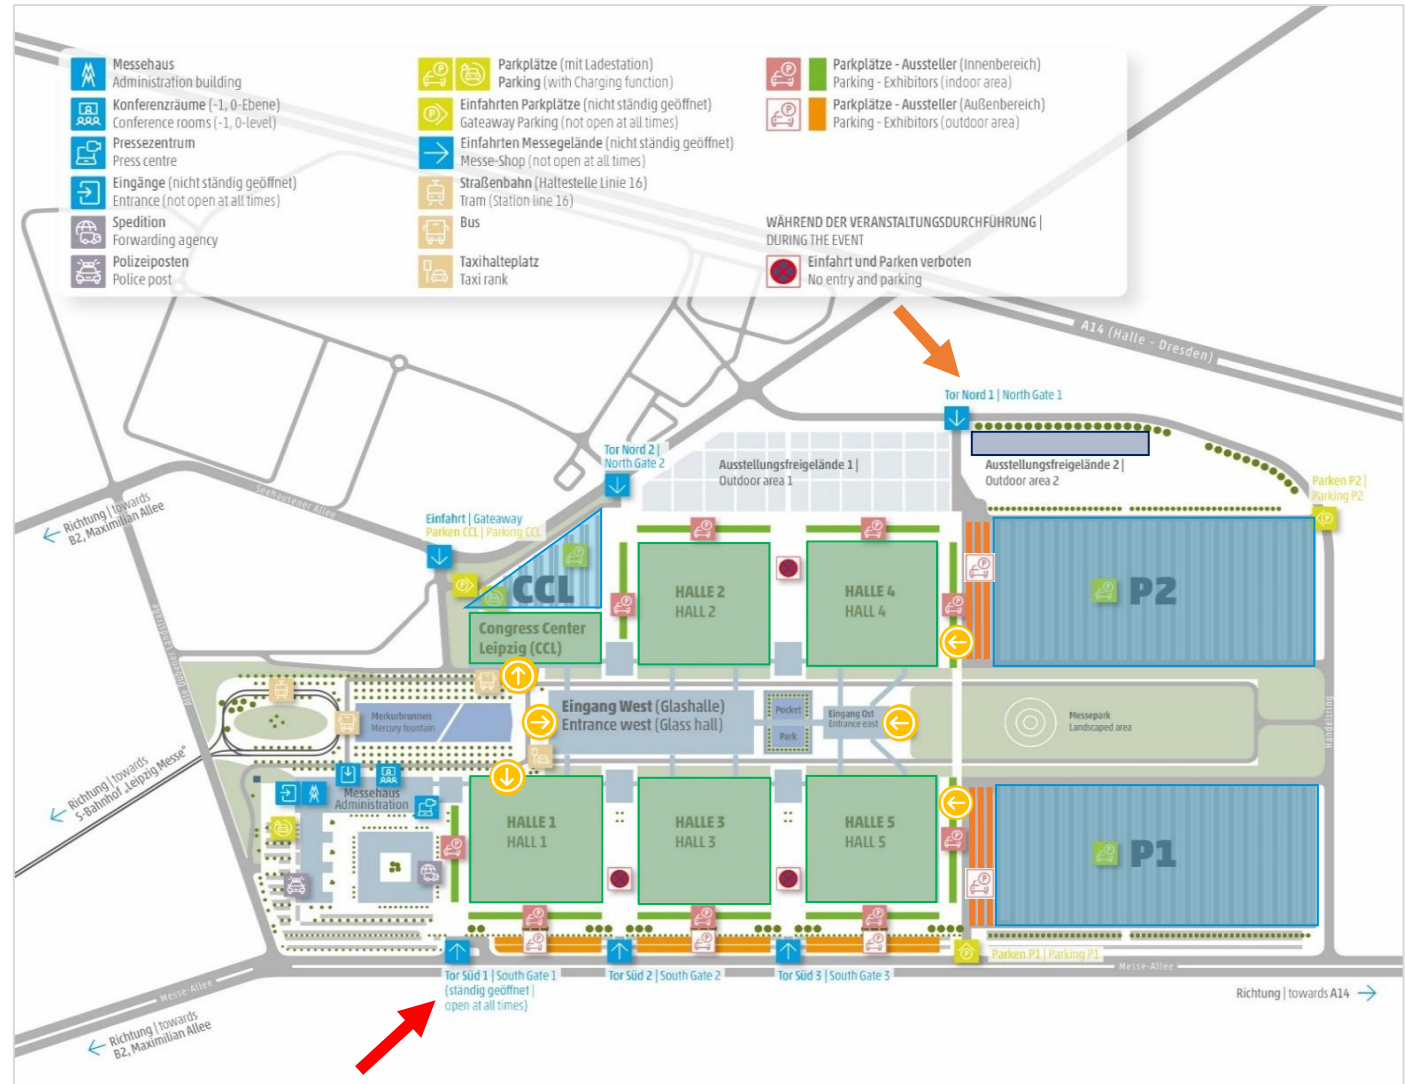 Messehaus
Administration building
Konferenzräume (-1, 0-Ebene)
Conference rooms (-1, 0-level)
Pressezentrum
Press centre
Eingänge (nicht ständig geöffnet)
Entrance (not open at all times)
Spedition
Forwarding agency
Polizeiposten
Police post
Parkplätze (mit Ladestation)
Parking (with Charging function)
Einfahrten Parkplätze (nicht ständig geöffnet)
Gateaway Parking (not open at all times)
Einfahrten Messegelände (nicht ständig geöffnet)
Messe-Shop (not open at all times)
Straßenbahn (Haltestelle Linie 16)
Tram (Station line 16)
Bus
Taxihalteplatz
Taxi rank
Parkplätze - Aussteller (Innenbereich)
Parking - Exhibitors (indoor area)
Parkplätze - Aussteller (Außenbereich)
Parking - Exhibitors (outdoor area)
WÄHREND DER VERANSTALTUNGSDURCHFÜHRUNG |
DURING THE EVENT
Einfahrt und Parken verboten
No entry and parking
A14 (Halle - Dresden)
Tor Nord 1 | North Gate 1
Tor Nord 2 |
North Gate 2
Ausstellungsfreigelände 1 |
Outdoor area 1
Ausstellungsfreigelände 2 |
Outdoor area 2
Parken P2 |
Parking P2
Seehausener Allee
Richtung | towards
B2, Maximilian Allee
Einfahrt | Gateaway
Parken CCL | Parking CCL
CCL
Congress Center
Leipzig (CCL)
HALLE 2
HALL 2
HALLE 4
HALL 4
P2
Merkurbrunnen
Mercury fountain
Eingang West (Glashalle)
Entrance west (Glass hall)
Pocket
Park
Eingang Ost
Entrance east
Messepark
Landscaped area
Handelsring
Richtung | towards
S-Bahnhof „Leipzig Messe"
Messehaus
Administration
HALLE 1
HALL 1
HALLE 3
HALL 3
HALLE 5
HALL 5
P1
Tor Süd 1 | South Gate 1
(ständig geöffnet |
open at all times)
Tor Süd 2 | South Gate 2
Tor Süd 3 | South Gate 3
Parken P1 | Parking P1
Messe-Allee
Messe-Allee
Richtung | towards A14
Richtung | towards
B2, Maximilian Allee